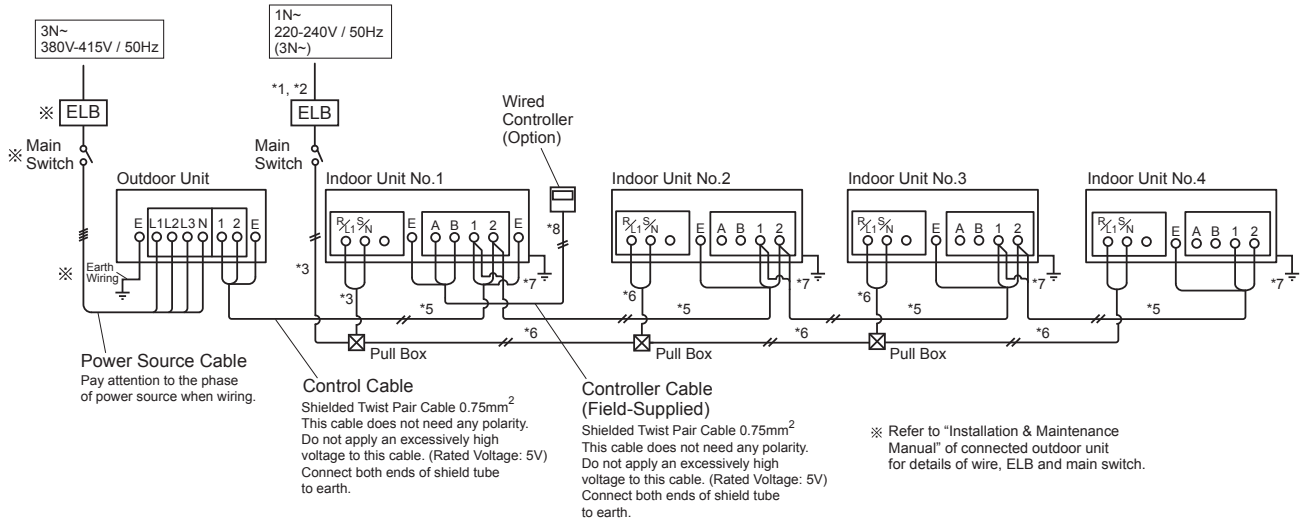 3N~
380V-415V / 50Hz
1N~
220-240V / 50Hz
(3N~)
*1, *2
※ ELB
ELB
※ Main
Switch
Main
Switch
Wired
Controller
(Option)
Outdoor Unit
Indoor Unit No.1
Indoor Unit No.2
Indoor Unit No.3
Indoor Unit No.4
E L1 L2 L3 N 1 2 E
R/L1 S/N E A B 1 2 E
*8
R/L1 S/N E A B 1 2
R/L1 S/N E A B 1 2
R/L1 S/N E A B 1 2
※
Earth
Wiring
*3
*3
*7
*6
*7
*6
*7
*7
*5
*5
*5
*5
*6
*6
*6
Pull Box
Pull Box
Pull Box
Power Source Cable
Pay attention to the phase
of power source when wiring.
Control Cable
Shielded Twist Pair Cable 0.75mm²
This cable does not need any polarity.
Do not apply an excessively high
voltage to this cable. (Rated Voltage: 5V)
Connect both ends of shield tube
to earth.
Controller Cable
(Field-Supplied)
Shielded Twist Pair Cable 0.75mm²
This cable does not need any polarity.
Do not apply an excessively high
voltage to this cable. (Rated Voltage: 5V)
Connect both ends of shield tube
to earth.
※ Refer to “Installation & Maintenance
Manual” of connected outdoor unit
for details of wire, ELB and main switch.